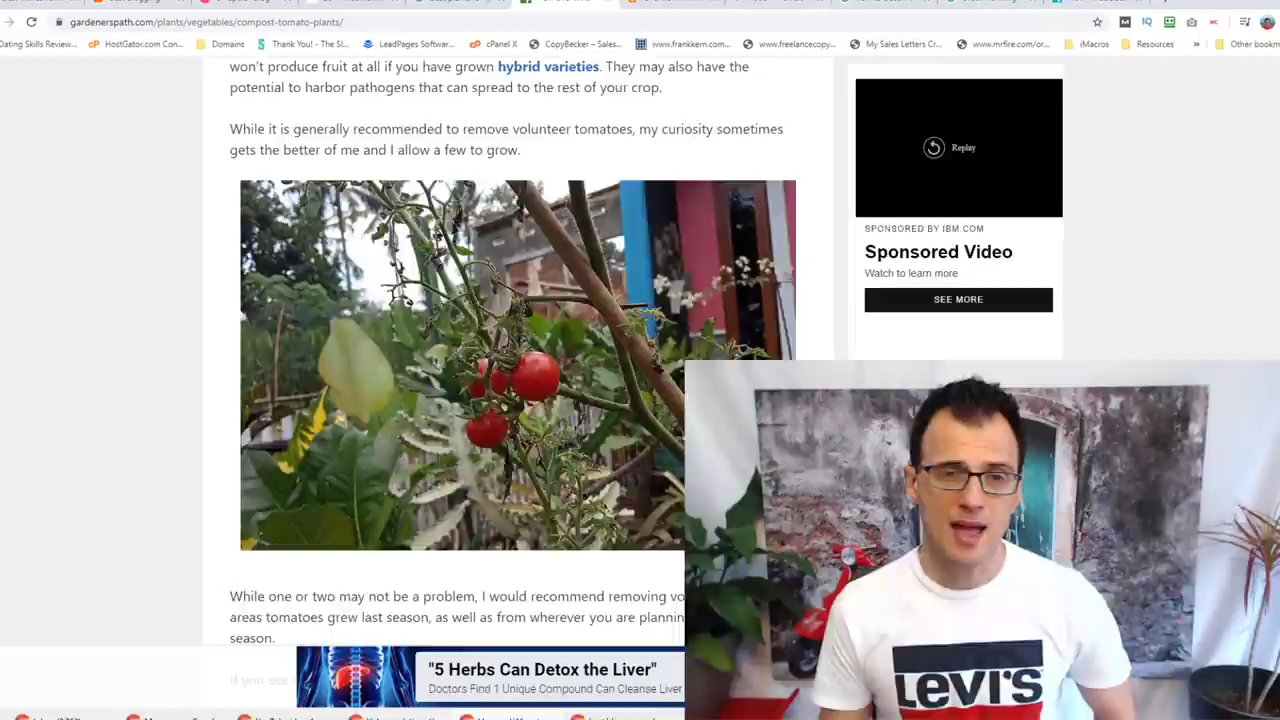 gardenerspath.com/plants/vegetables/compost-tomato-plants/
Dating Skills Review...
HostGator.com Con...
Domains
Thank You! - The Sl...
LeadPages Softwar...
cPanel X
CopyBecker – Sales...
www.frankkern.com
www.freelancecopy...
My Sales Letters Cr...
www.mrfire.com/or...
iMacros
Resources
»
Other bookm
won't produce fruit at all if you have grown hybrid varieties. They may also have the
potential to harbor pathogens that can spread to the rest of your crop.
While it is generally recommended to remove volunteer tomatoes, my curiosity sometimes
gets the better of me and I allow a few to grow.
Replay
SPONSORED BY IBM.COM
Sponsored Video
Watch to learn more
SEE MORE
While one or two may not be a problem, I would recommend removing vo
areas tomatoes grew last season, as well as from wherever you are plannin
season.
If you see
"5 Herbs Can Detox the Liver"
Doctors Find 1 Unique Compound Can Cleanse Liver
LEVI'S